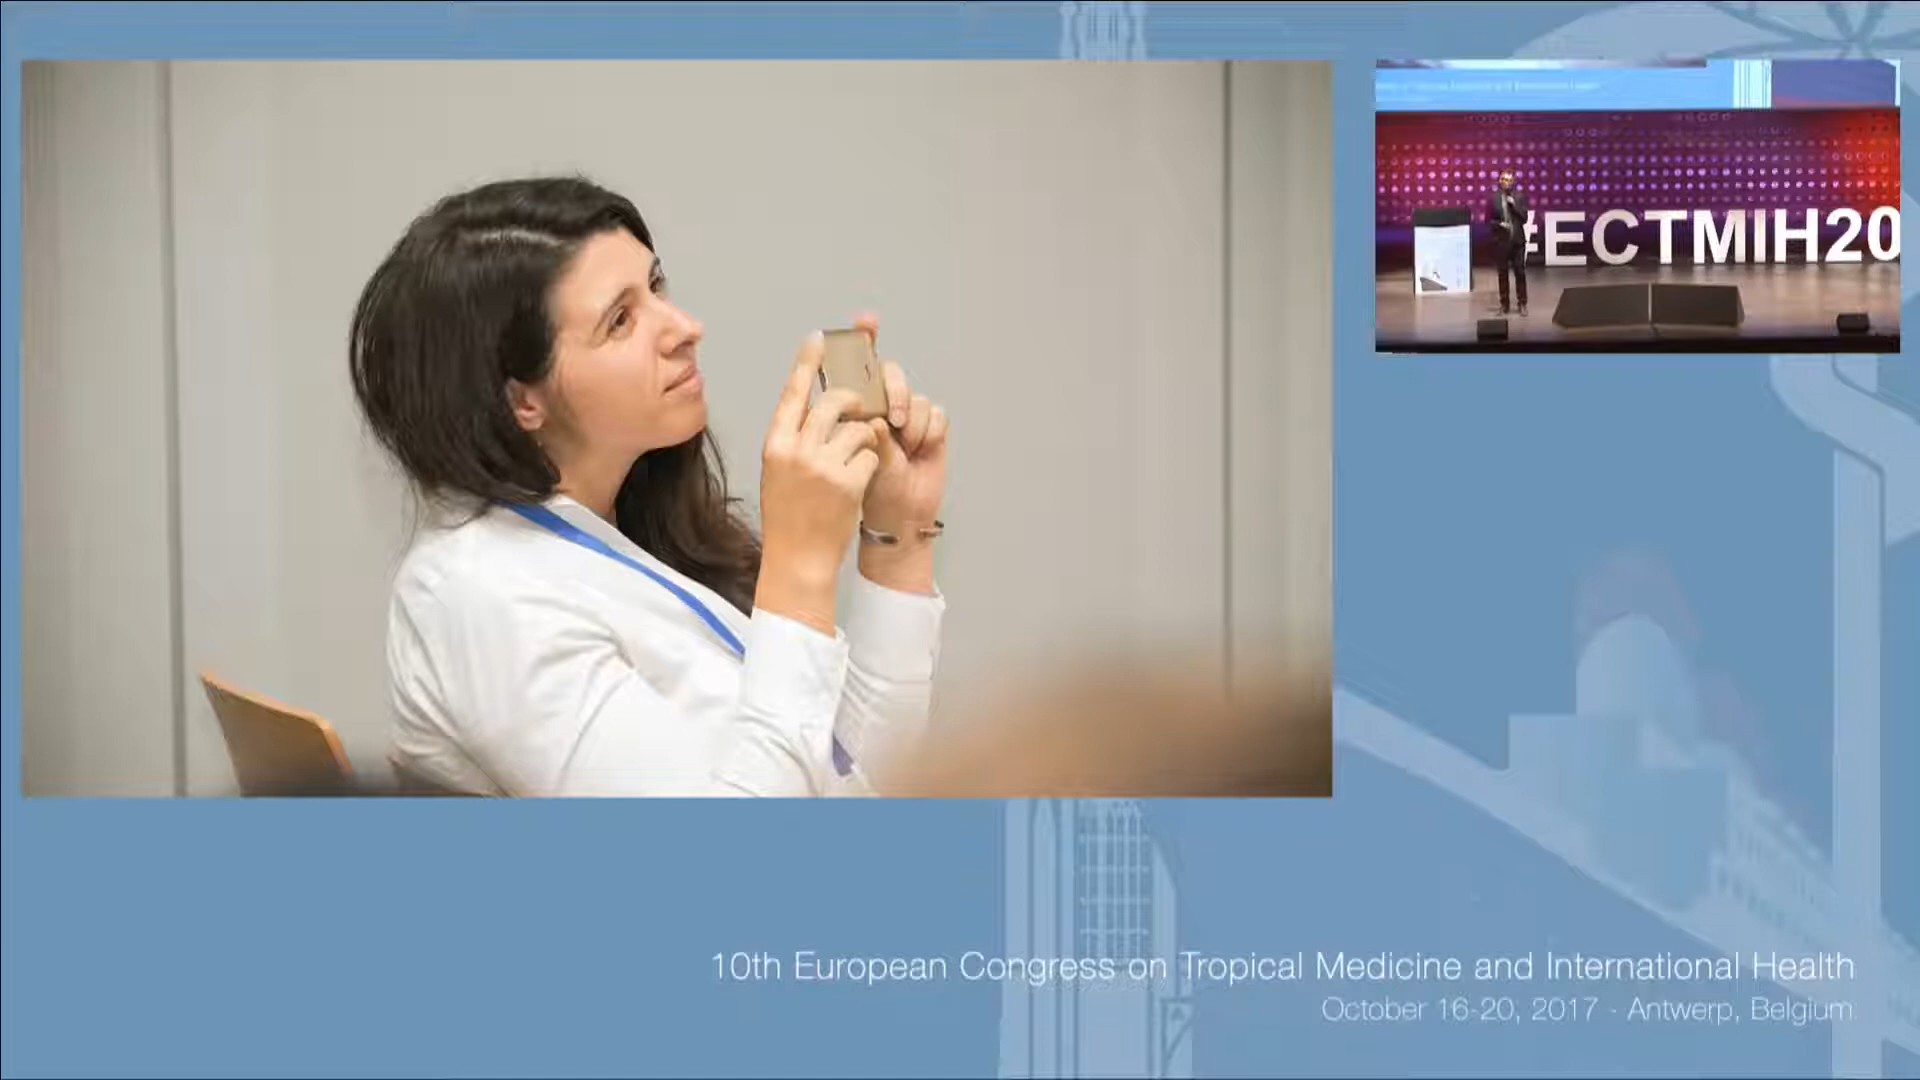 #ECTMIH20
10th European Congress on Tropical Medicine and International Health
October 16-20, 2017 - Antwerp, Belgium